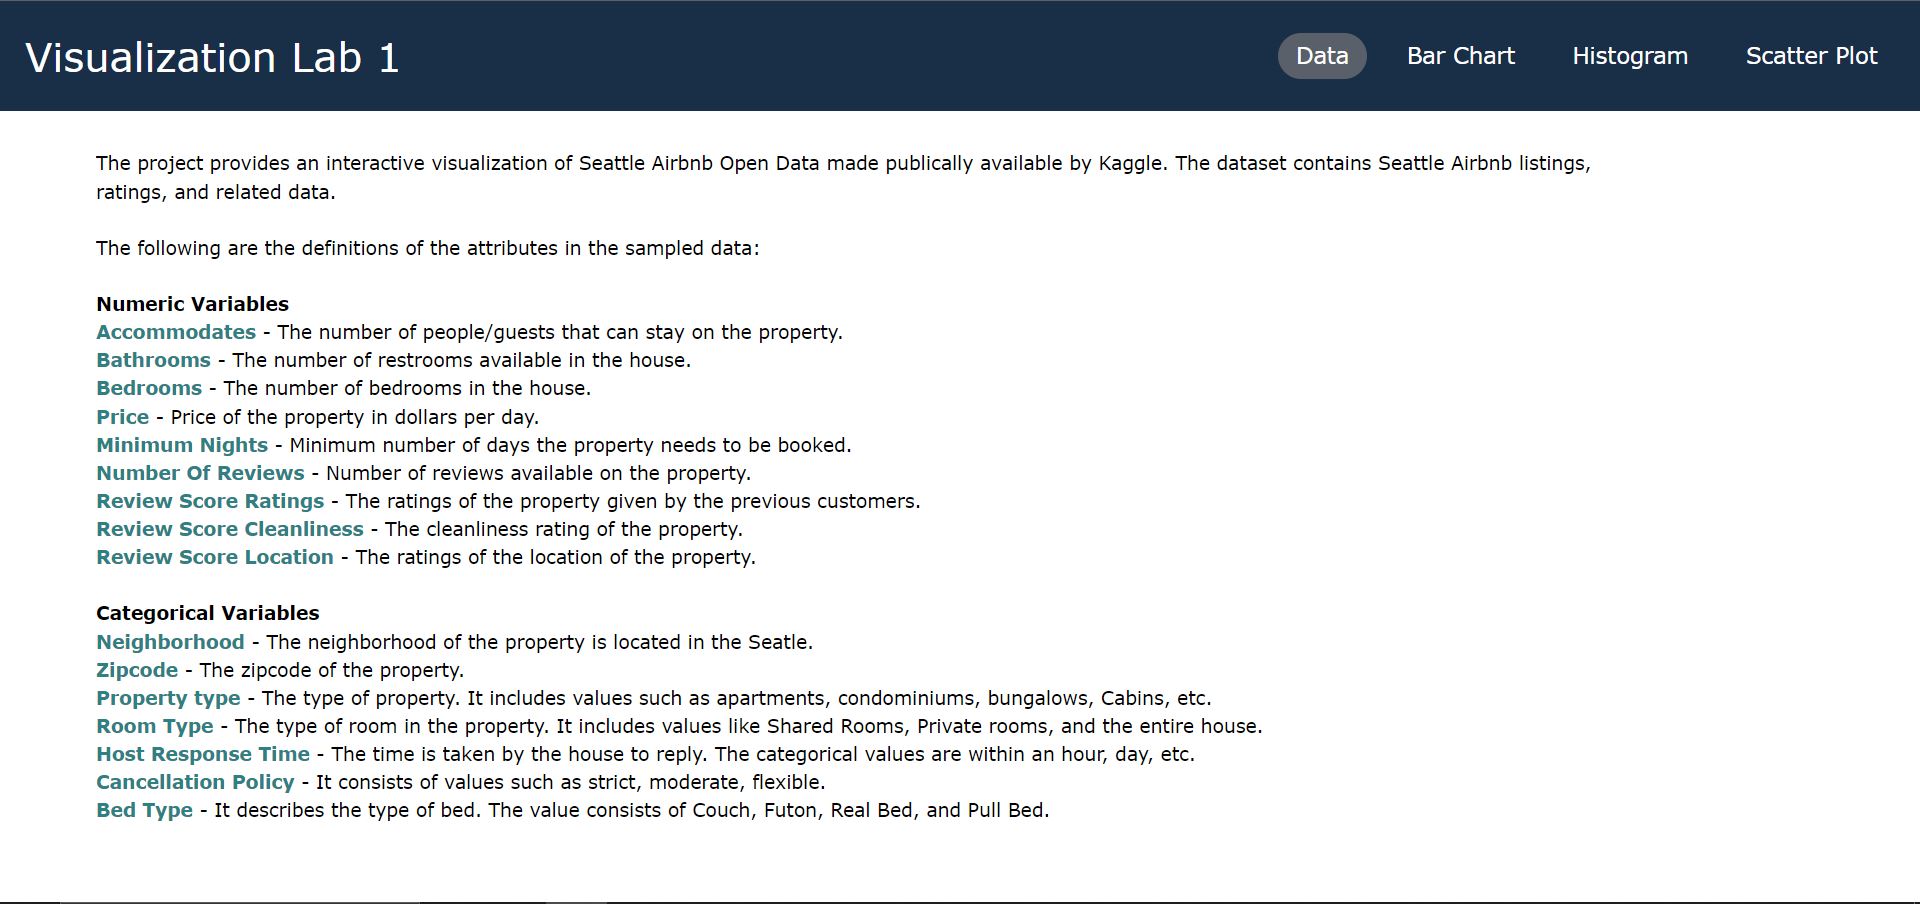 Visualization Lab 1
Data
Bar Chart
Histogram
Scatter Plot
The project provides an interactive visualization of Seattle Airbnb Open Data made publically available by Kaggle. The dataset contains Seattle Airbnb listings,
ratings, and related data.
The following are the definitions of the attributes in the sampled data:
Numeric Variables
Accommodates - The number of people/guests that can stay on the property.
Bathrooms - The number of restrooms available in the house.
Bedrooms - The number of bedrooms in the house.
Price - Price of the property in dollars per day.
Minimum Nights - Minimum number of days the property needs to be booked.
Number Of Reviews - Number of reviews available on the property.
Review Score Ratings - The ratings of the property given by the previous customers.
Review Score Cleanliness - The cleanliness rating of the property.
Review Score Location - The ratings of the location of the property.
Categorical Variables
Neighborhood - The neighborhood of the property is located in the Seatle.
Zipcode - The zipcode of the property.
Property type - The type of property. It includes values such as apartments, condominiums, bungalows, Cabins, etc.
Room Type - The type of room in the property. It includes values like Shared Rooms, Private rooms, and the entire house.
Host Response Time - The time is taken by the house to reply. The categorical values are within an hour, day, etc.
Cancellation Policy - It consists of values such as strict, moderate, flexible.
Bed Type - It describes the type of bed. The value consists of Couch, Futon, Real Bed, and Pull Bed.